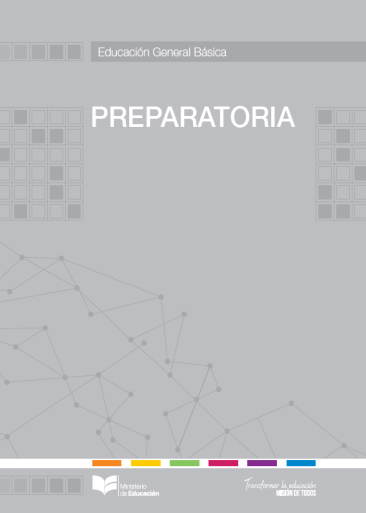 Educación General Básica
PREPARATORIA
Ministerio
de Educación
Transformar la educación
MISIÓN DE TODOS